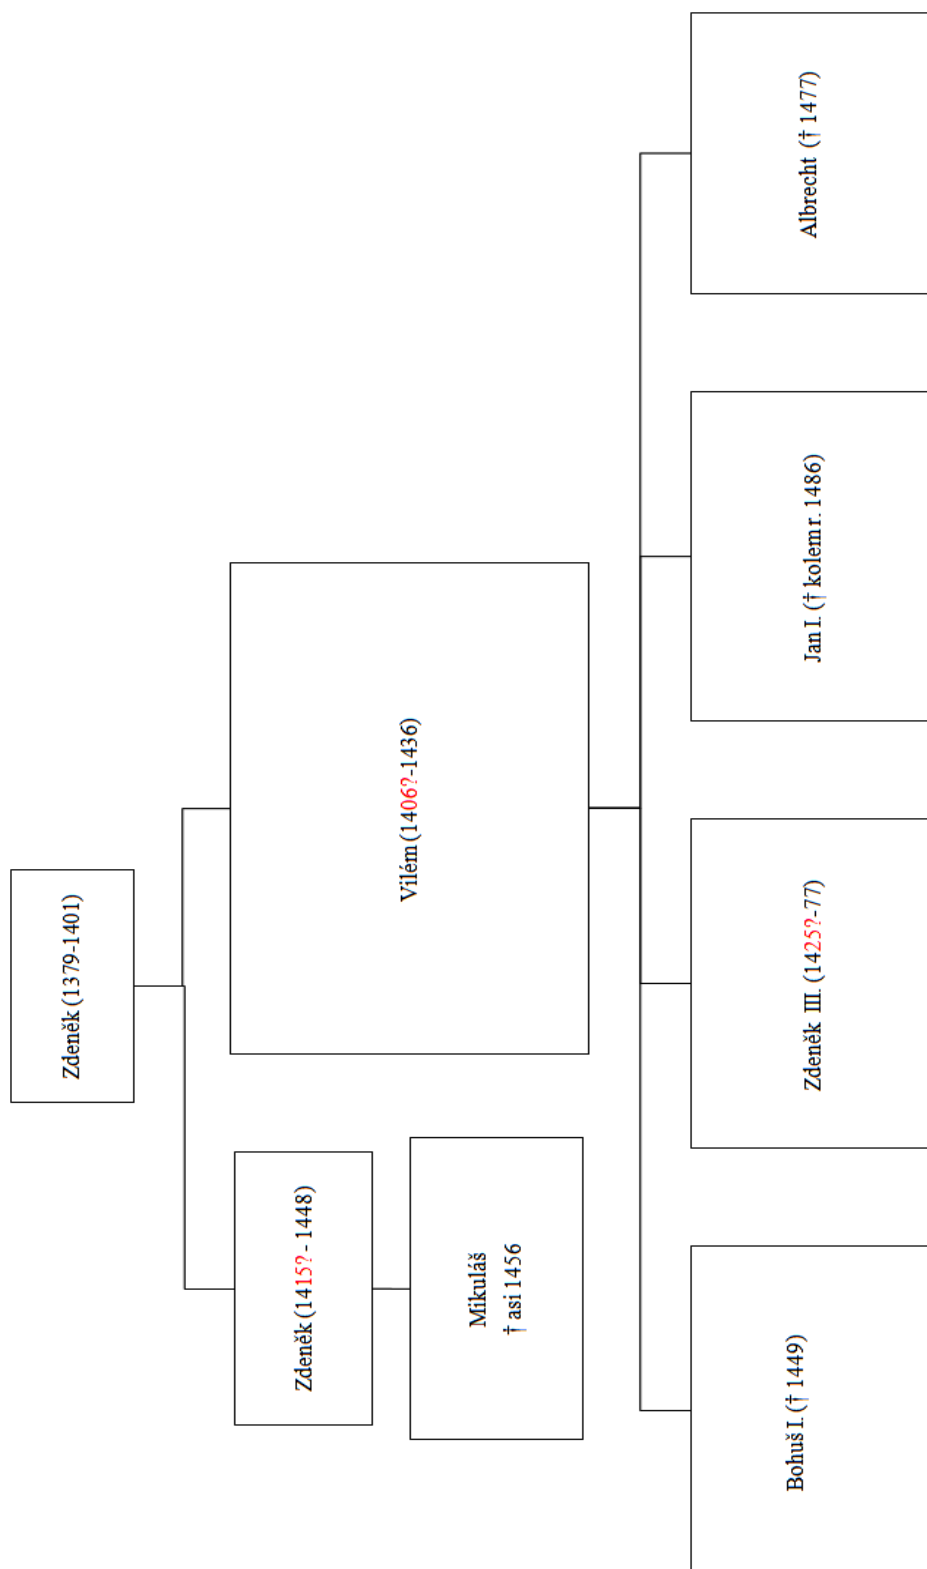 Zdeněk (1379-1401)
Zdeněk (1415? - 1448)
Vilém (1406?-1436)
Mikuláš
† asi 1456
Bohuš I. († 1449)
Zdeněk III. (1425?-77)
Jan I. († kolem r. 1486)
Albrecht († 1477)